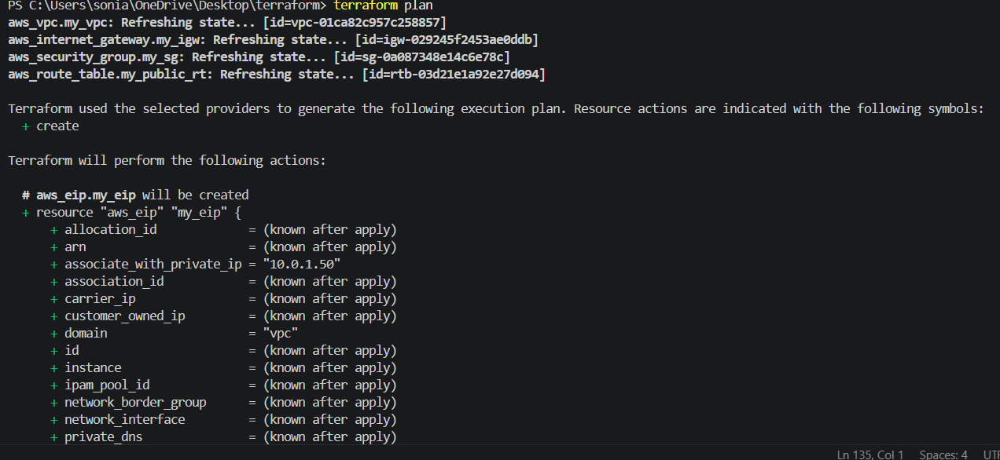 PS C:\Users\sonia\OneDrive\Desktop\terraform> terraform plan
aws_vpc.my_vpc: Refreshing state... [id=vpc-01ca82c957c258857]
aws_internet_gateway.my_igw: Refreshing state... [id=igw-029245f2453ae0ddb]
aws_security_group.my_sg: Refreshing state... [id=sg-0a087348e14c6e78c]
aws_route_table.my_public_rt: Refreshing state... [id=rtb-03d21e1a92e27d094]
Terraform used the selected providers to generate the following execution plan. Resource actions are indicated with the following symbols:
+ create
Terraform will perform the following actions:
# aws_eip.my_eip will be created
+ resource "aws_eip" "my_eip" {
+ allocation_id = (known after apply)
+ arn = (known after apply)
+ associate_with_private_ip = "10.0.1.50"
+ association_id = (known after apply)
+ carrier_ip = (known after apply)
+ customer_owned_ip = (known after apply)
+ domain = "vpc"
+ id = (known after apply)
+ instance = (known after apply)
+ ipam_pool_id = (known after apply)
+ network_border_group = (known after apply)
+ network_interface = (known after apply)
+ private_dns = (known after apply)
Ln 135, Col 1 Spaces: 4